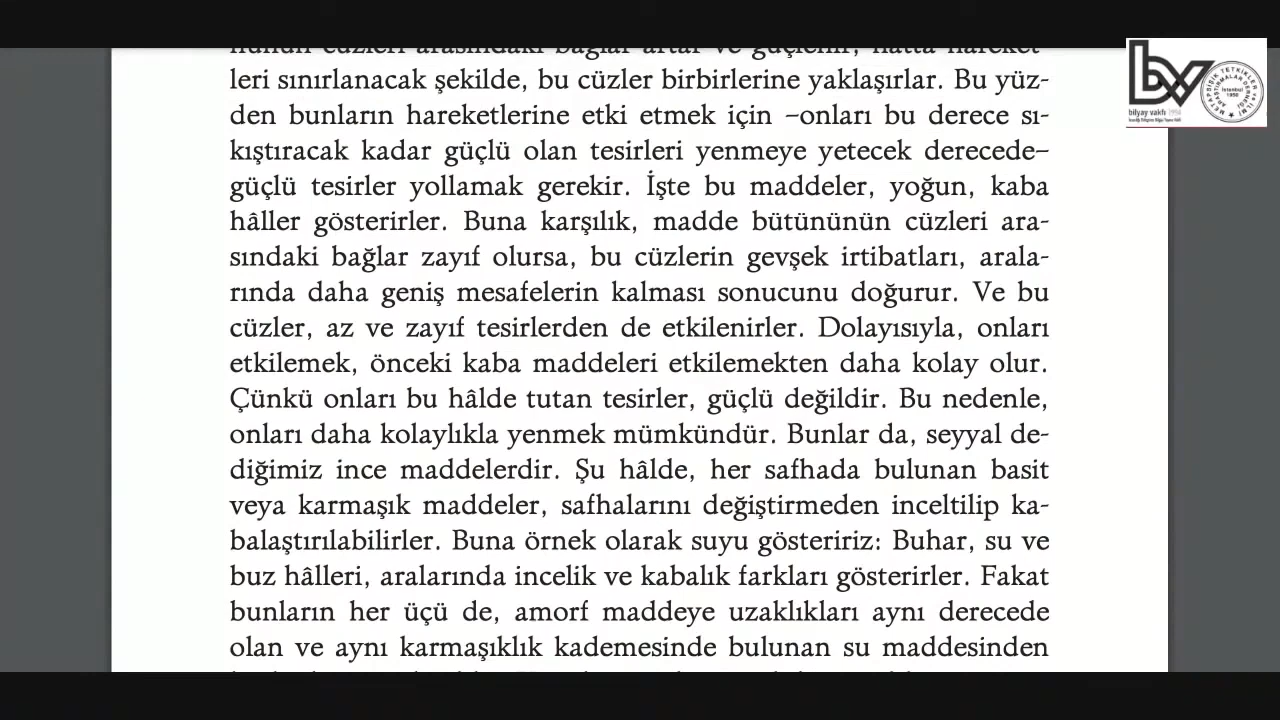 leri sınırlanacak şekilde, bu cüzler birbirlerine yaklaşırlar. Bu yüz-
den bunların hareketlerine etki etmek için –onları bu derece sı-
kıştıracak kadar güçlü olan tesirleri yenmeye yetecek derecede–
güçlü tesirler yollamak gerekir. İşte bu maddeler, yoğun, kaba
hâller gösterirler. Buna karşılık, madde bütününün cüzleri ara-
sındaki bağlar zayıf olursa, bu cüzlerin gevşek irtibatları, arala-
rında daha geniş mesafelerin kalması sonucunu doğurur. Ve bu
cüzler, az ve zayıf tesirlerden de etkilenirler. Dolayısıyla, onları
etkilemek, önceki kaba maddeleri etkilemekten daha kolay olur.
Çünkü onları bu hâlde tutan tesirler, güçlü değildir. Bu nedenle,
onları daha kolaylıkla yenmek mümkündür. Bunlar da, seyyal de-
diğimiz ince maddelerdir. Şu hâlde, her safhada bulunan basit
veya karmaşık maddeler, safhalarını değiştirmeden inceltilip ka-
balaştırılabilirler. Buna örnek olarak suyu gösteririz: Buhar, su ve
buz hâlleri, aralarında incelik ve kabalık farkları gösterirler. Fakat
bunların her üçü de, amorf maddeye uzaklıkları aynı derecede
olan ve aynı karmaşıklık kademesinde bulunan su maddesinden
bv
bilyay vakfı 1994
İstanbul
1950